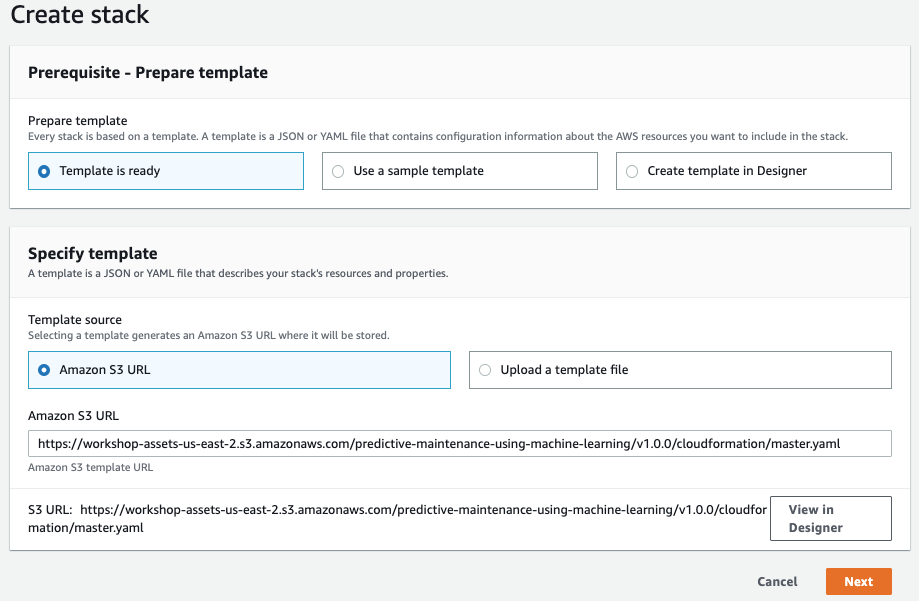 Create stack
Prerequisite - Prepare template
Prepare template
Every stack is based on a template. A template is a JSON or YAML file that contains configuration information about the AWS resources you want to include in the stack.
Template is ready
Use a sample template
Create template in Designer
Specify template
A template is a JSON or YAML file that describes your stack's resources and properties.
Template source
Selecting a template generates an Amazon S3 URL where it will be stored.
Amazon S3 URL
Upload a template file
Amazon S3 URL
https://workshop-assets-us-east-2.s3.amazonaws.com/predictive-maintenance-using-machine-learning/v1.0.0/cloudformation/master.yaml
Amazon S3 template URL
S3 URL: https://workshop-assets-us-east-2.s3.amazonaws.com/predictive-maintenance-using-machine-learning/v1.0.0/cloudfor
mation/master.yaml
View in
Designer
Cancel
Next